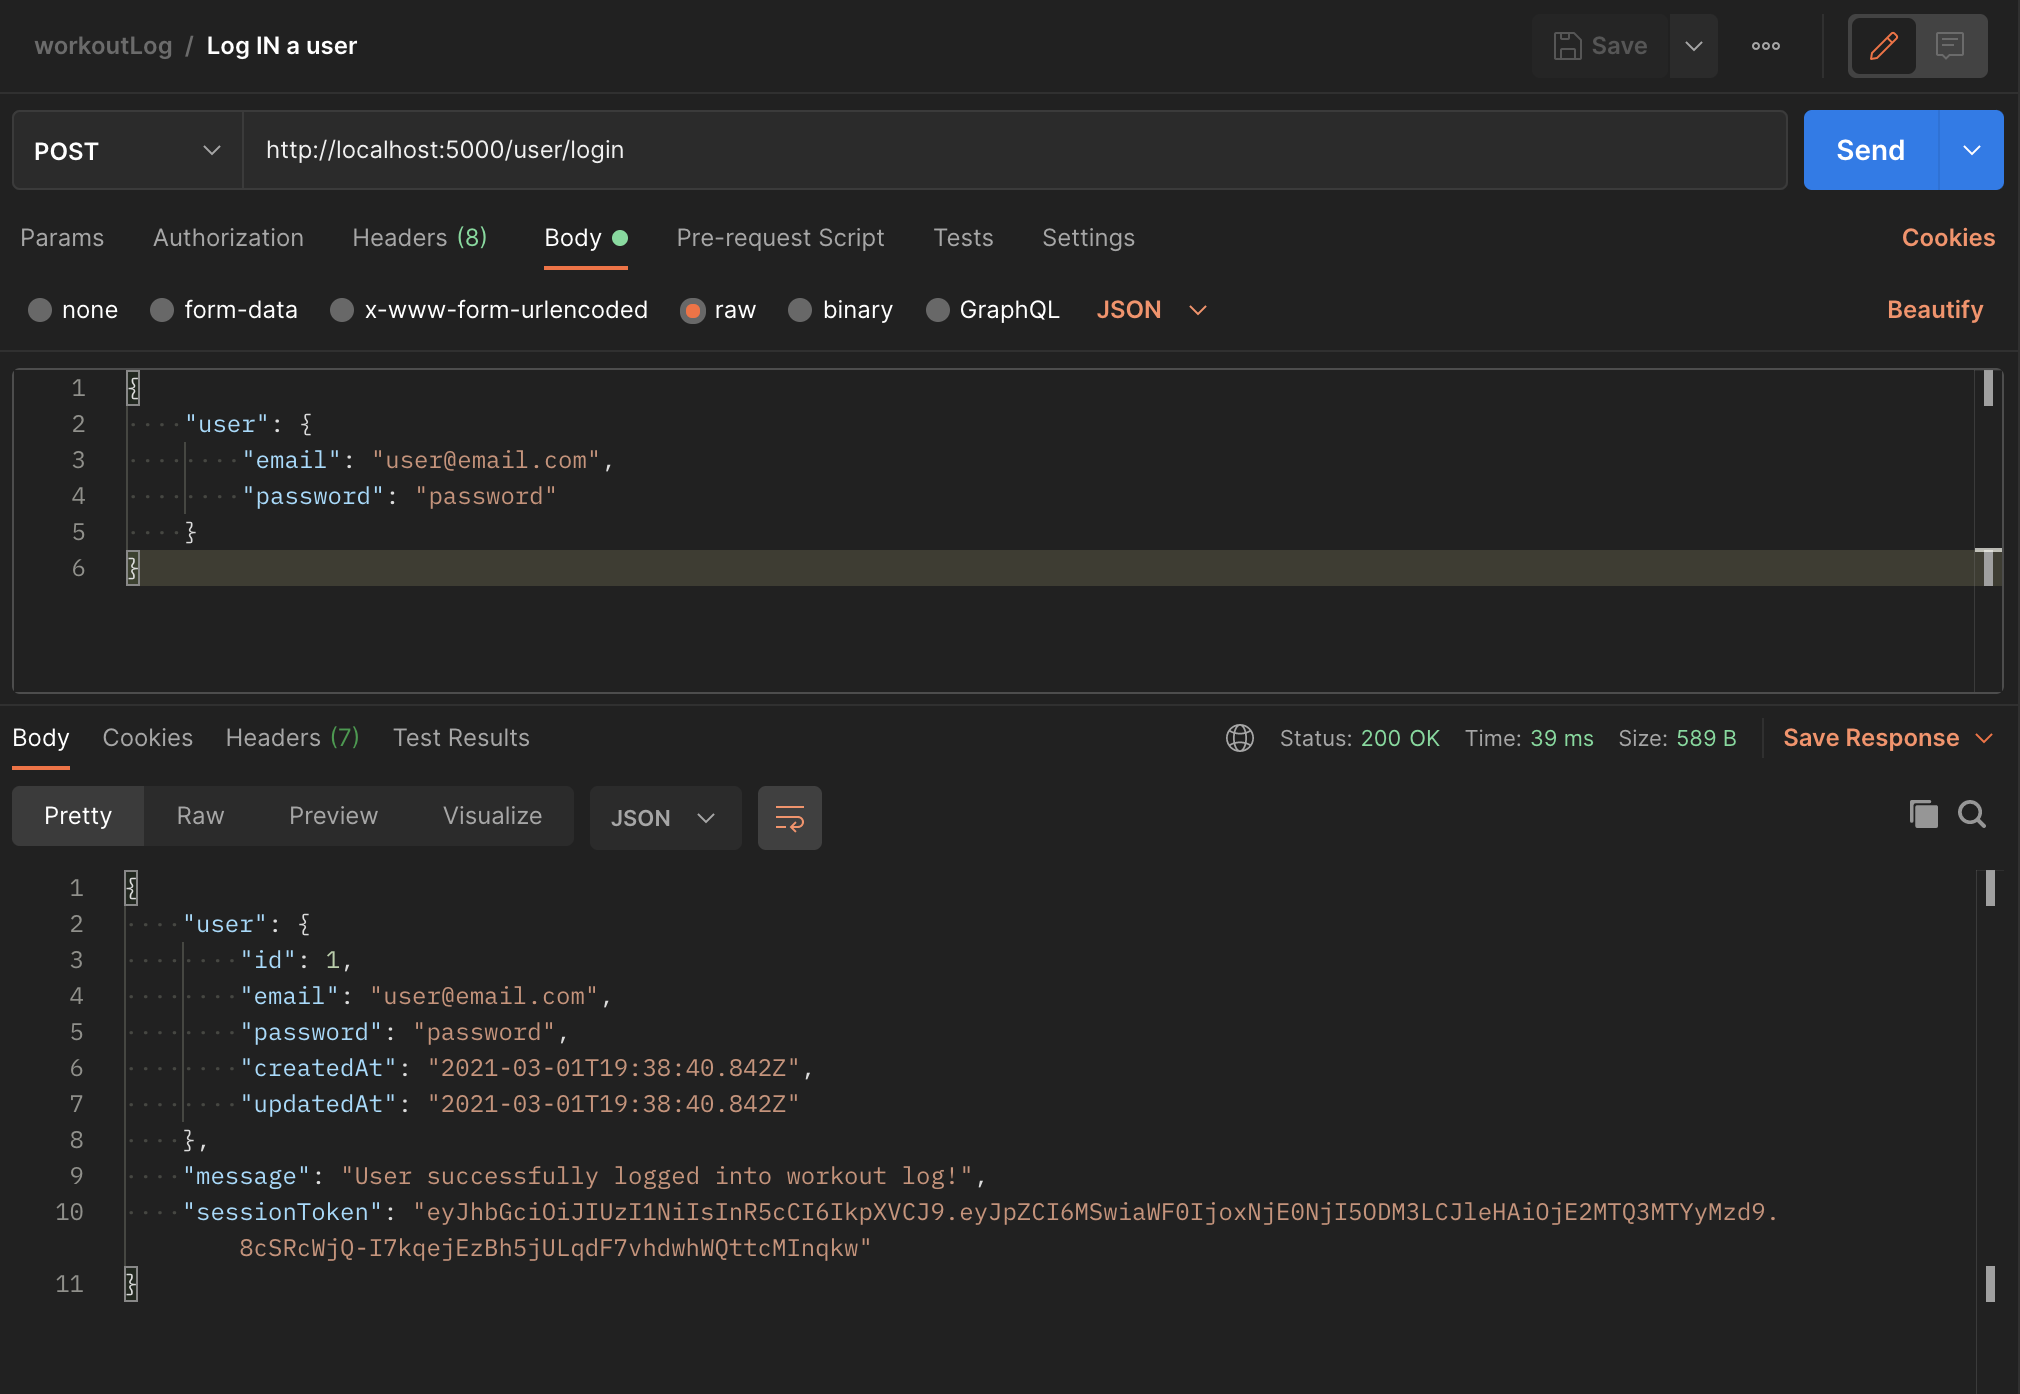 workoutLog / Log IN a user
Save
POST http://localhost:5000/user/login Send
Params Authorization Headers (8) Body Pre-request Script Tests Settings Cookies
none form-data x-www-form-urlencoded raw binary GraphQL JSON Beautify
1 {
2 "user": {
3 "email": "user@email.com",
4 "password": "password"
5 }
6 }
Body Cookies Headers (7) Test Results Status: 200 OK Time: 39 ms Size: 589 B Save Response
Pretty Raw Preview Visualize JSON
1 {
2 "user": {
3 "id": 1,
4 "email": "user@email.com",
5 "password": "password",
6 "createdAt": "2021-03-01T19:38:40.842Z",
7 "updatedAt": "2021-03-01T19:38:40.842Z"
8 },
9 "message": "User successfully logged into workout log!",
10 "sessionToken": "eyJhbGciOiJIUzI1NiIsInR5cCI6IkpXVCJ9.eyJpZCI6MSwiaWF0IjoxNjE0NjI5ODM3LCJleHAiOjE2MTQ3MTYyMzd9.
8cSRcWjQ-I7kqejEzBh5jULqdF7vhdwhWQttcMInqkw"
11 }